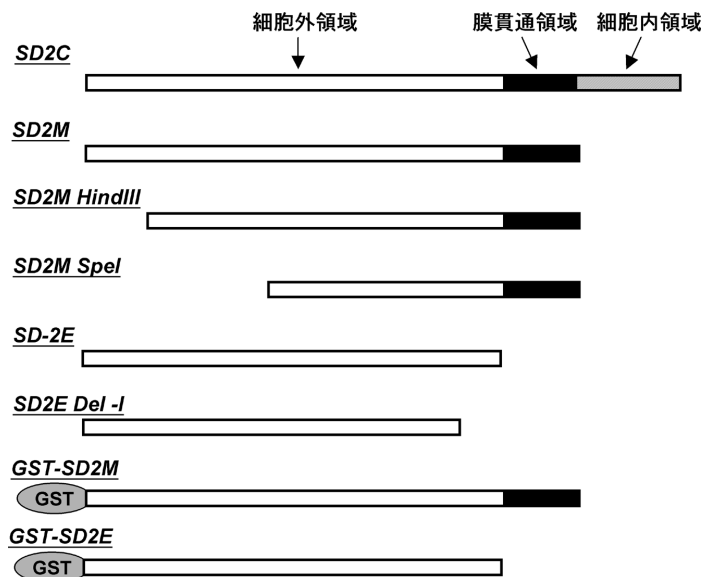 細胞外領域 膜貫通領域 細胞内領域
SD2C
SD2M
SD2M HindIII
SD2M SpeI
SD-2E
SD2E Del -I
GST-SD2M
GST
GST-SD2E
GST